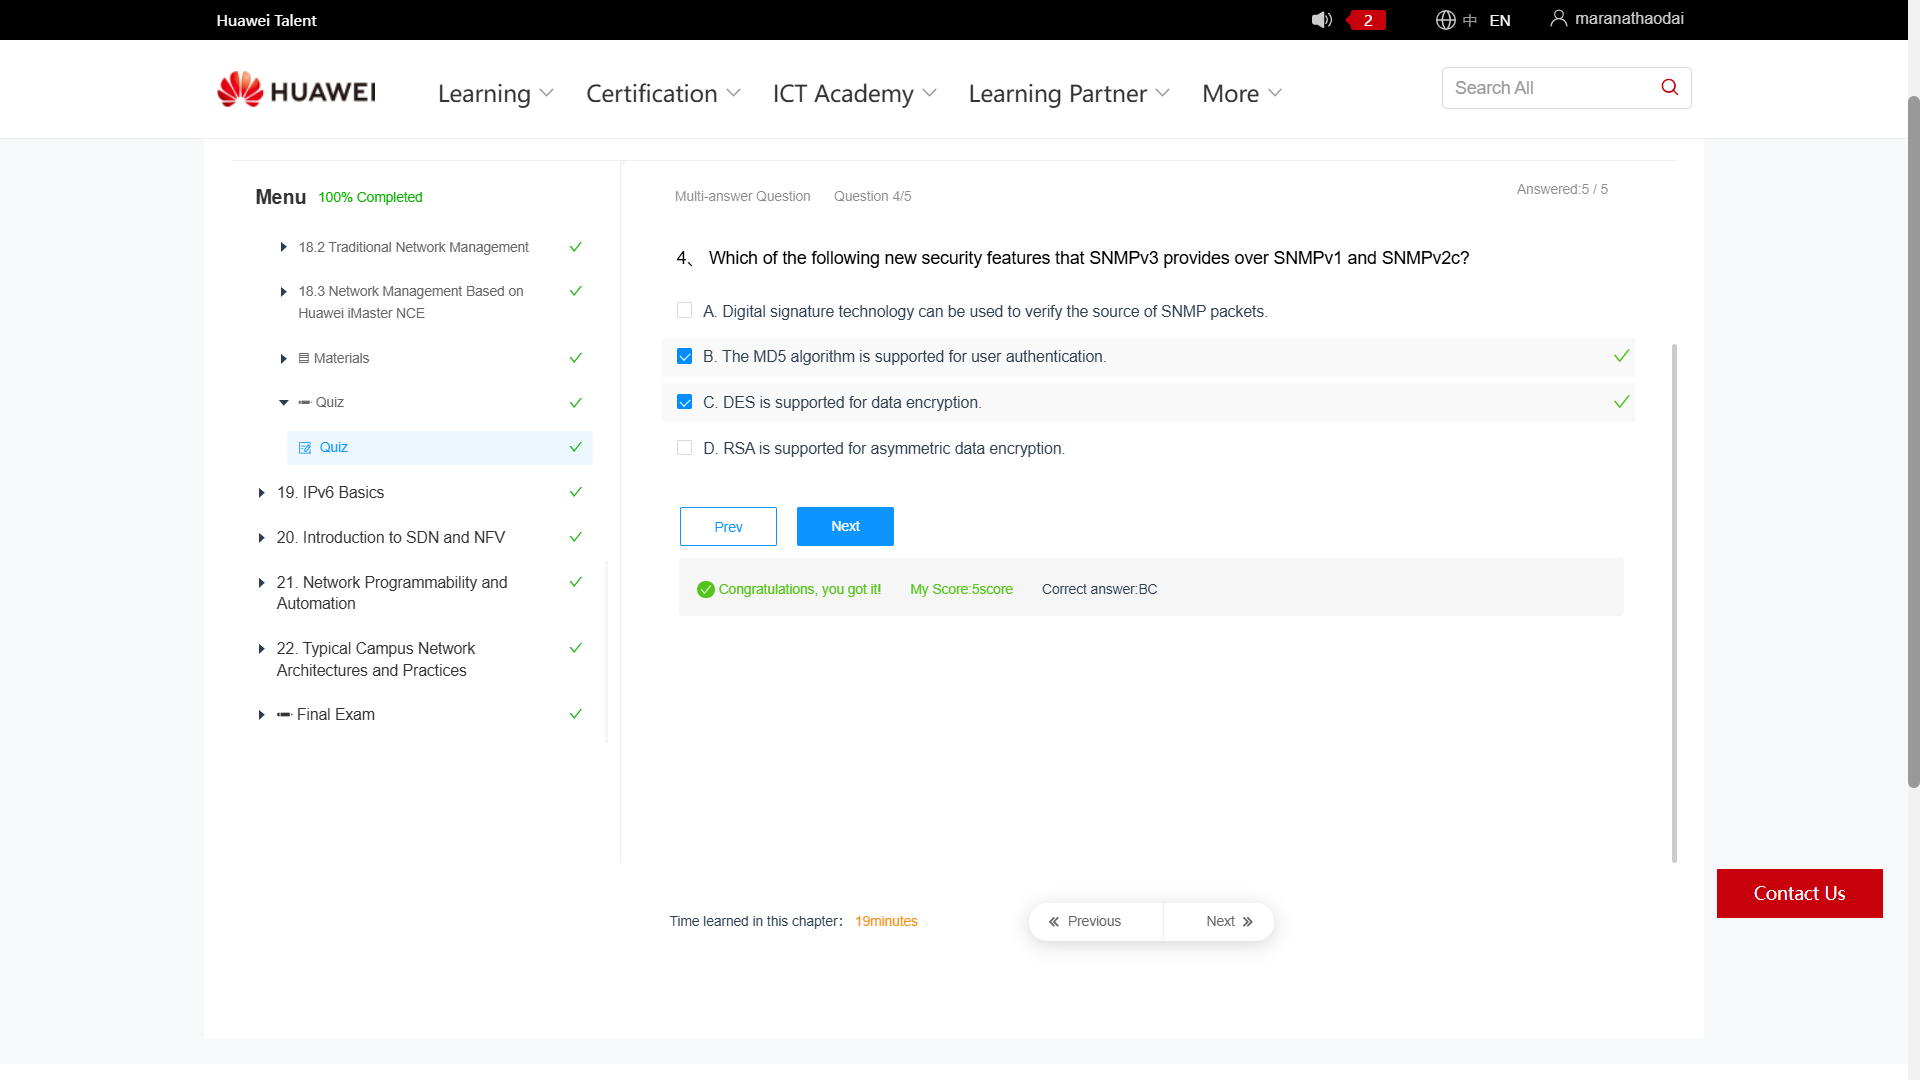 Huawei Talent
2
中 EN
maranathaodai
HUAWEI
Learning
Certification
ICT Academy
Learning Partner
More
Search All
Menu 100% Completed
18.2 Traditional Network Management
18.3 Network Management Based on
Huawei iMaster NCE
Materials
Quiz
Quiz
19. IPv6 Basics
20. Introduction to SDN and NFV
21. Network Programmability and
Automation
22. Typical Campus Network
Architectures and Practices
Final Exam
Multi-answer Question Question 4/5
Answered:5 / 5
4、 Which of the following new security features that SNMPv3 provides over SNMPv1 and SNMPv2c?
A. Digital signature technology can be used to verify the source of SNMP packets.
B. The MD5 algorithm is supported for user authentication.
C. DES is supported for data encryption.
D. RSA is supported for asymmetric data encryption.
Prev
Next
Congratulations, you got it! My Score:5score Correct answer:BC
Time learned in this chapter： 19minutes
« Previous
Next »
Contact Us